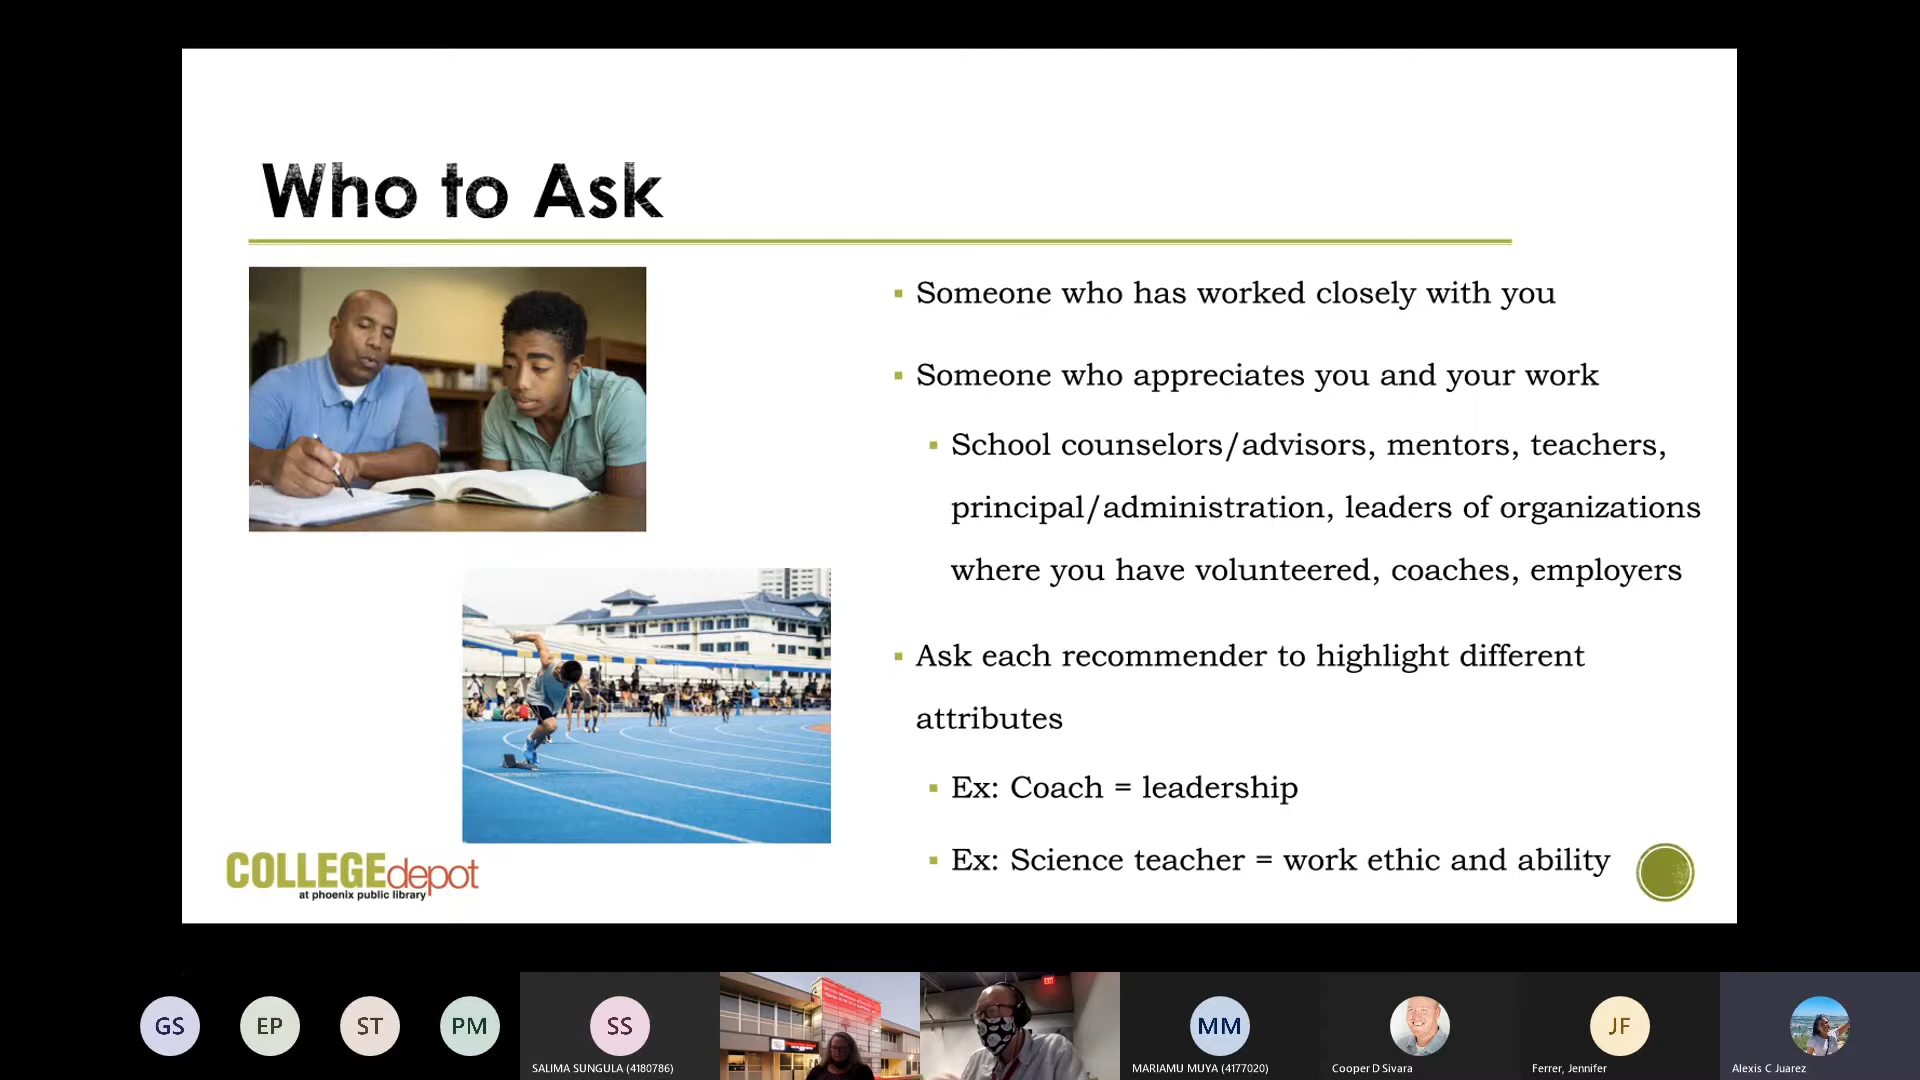 Who to Ask
Someone who has worked closely with you
Someone who appreciates you and your work
School counselors/advisors, mentors, teachers,
principal/administration, leaders of organizations
where you have volunteered, coaches, employers
Ask each recommender to highlight different
attributes
Ex: Coach = leadership
Ex: Science teacher = work ethic and ability
COLLEGEdepot
at phoenix public library
GS
EP
ST
PM
SS
SALIMA SUNGULA (4180786)
EXIT
MM
MARIAMU MUYA (4177020)
Cooper D Sivara
JF
Ferrer, Jennifer
Alexis C Juarez